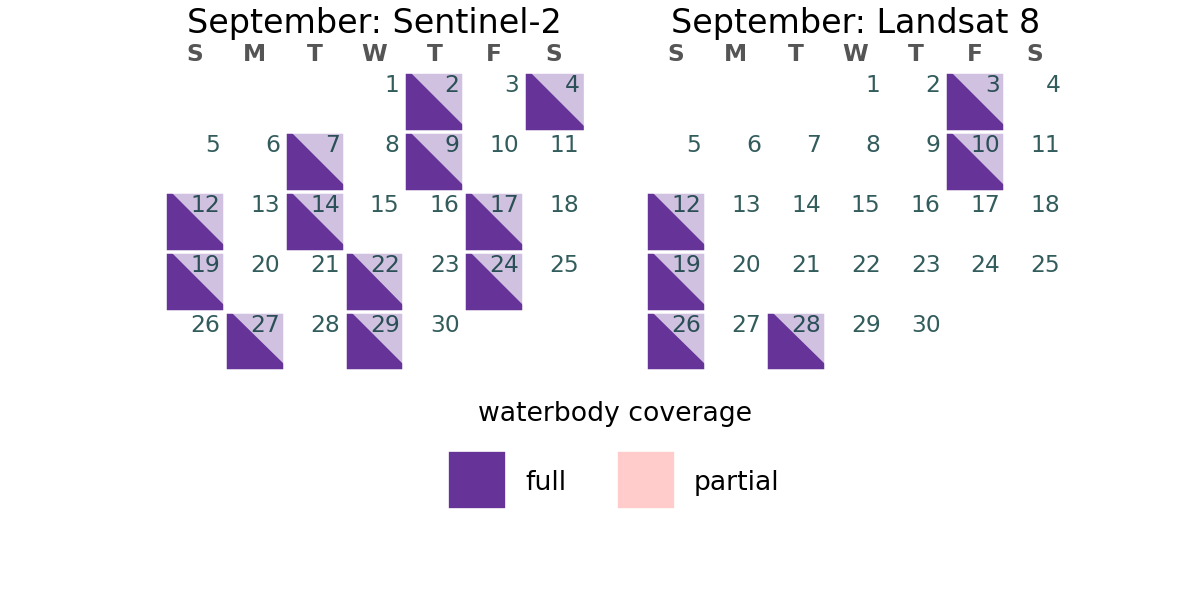 September: Sentinel-2
S M T W T F S
1 2 3 4
5 6 7 8 9 10 11
12 13 14 15 16 17 18
19 20 21 22 23 24 25
26 27 28 29 30
September: Landsat 8
S M T W T F S
1 2 3 4
5 6 7 8 9 10 11
12 13 14 15 16 17 18
19 20 21 22 23 24 25
26 27 28 29 30
waterbody coverage
full partial